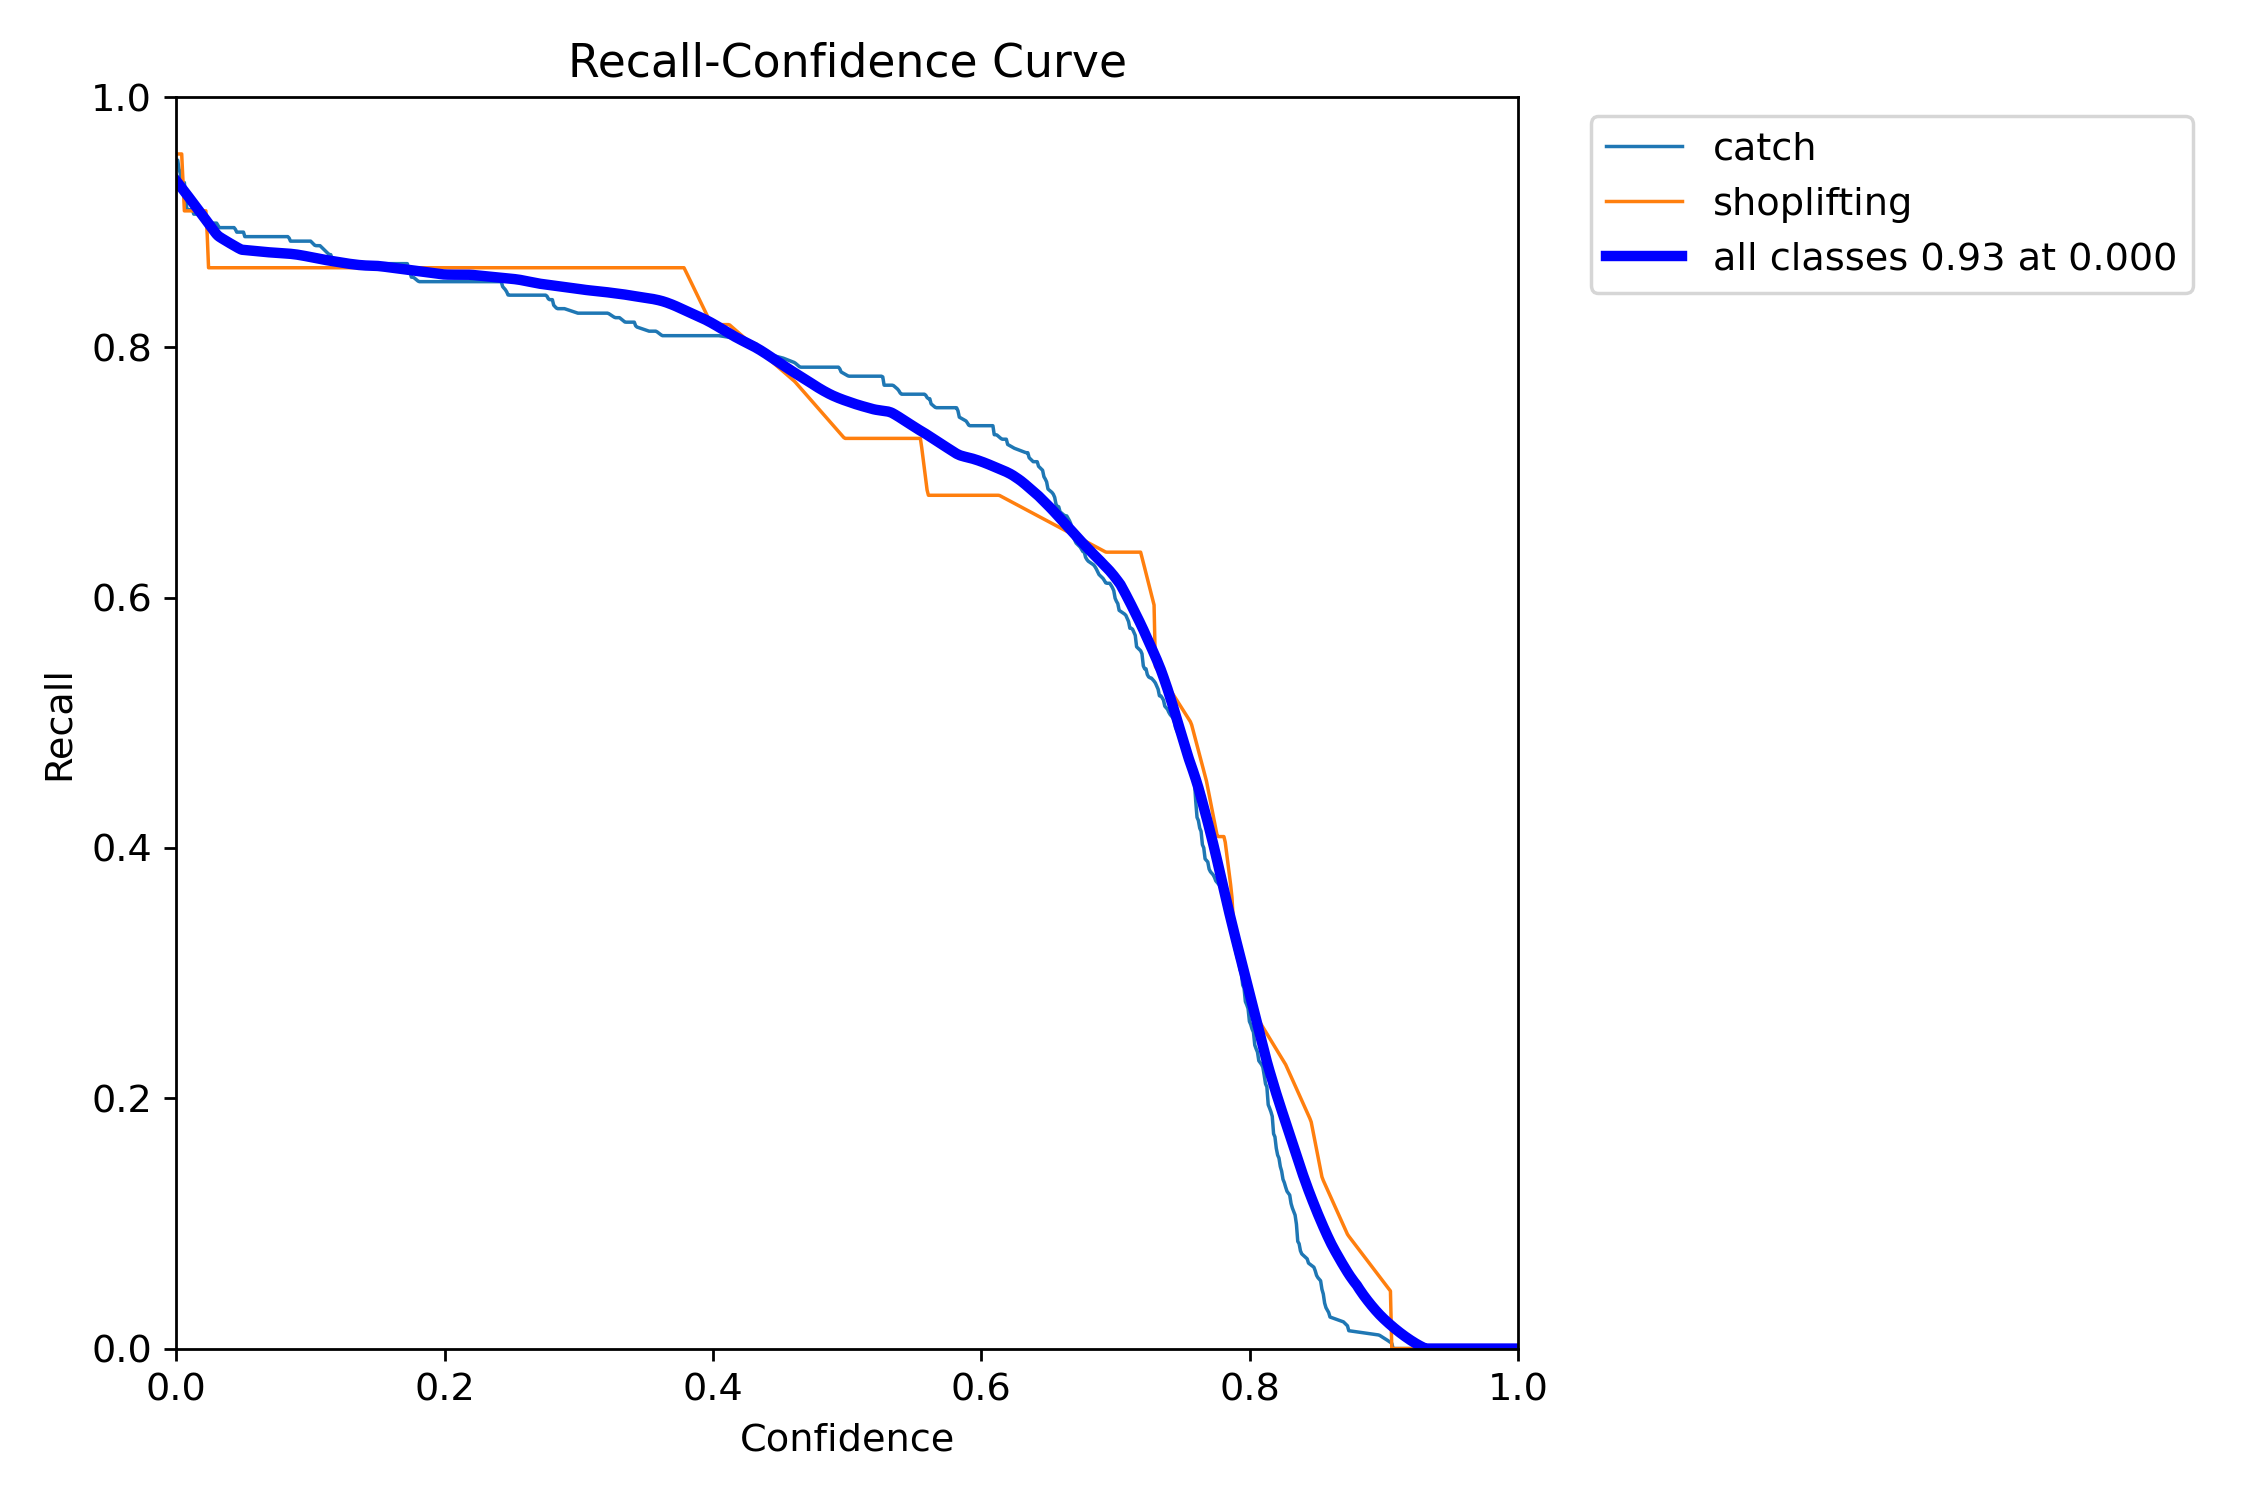 Recall-Confidence Curve
1.0
0.8
0.6
0.4
0.2
0.0
Recall
0.0 0.2 0.4 0.6 0.8 1.0
Confidence
catch
shoplifting
all classes 0.93 at 0.000